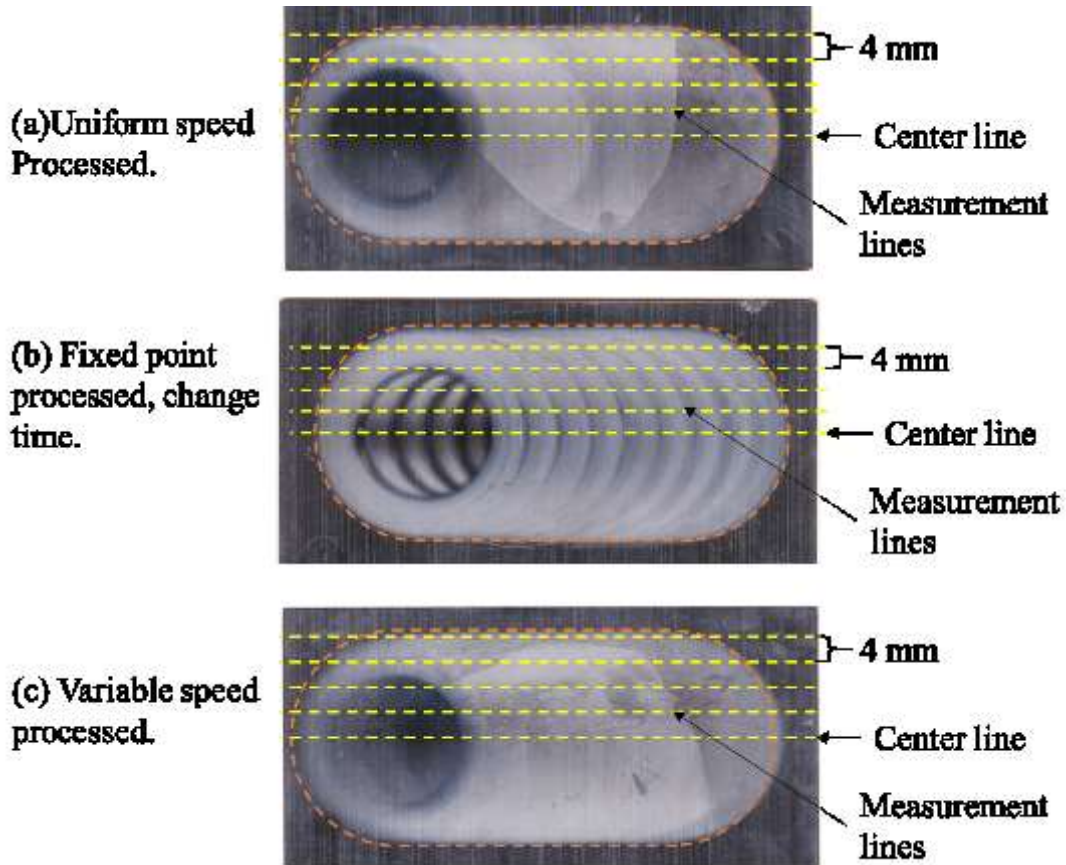 (a)Uniform speed
Processed.
4 mm
Center line
Measurement
lines
(b) Fixed point
processed, change
time.
4 mm
Center line
Measurement
lines
(c) Variable speed
processed.
4 mm
Center line
Measurement
lines